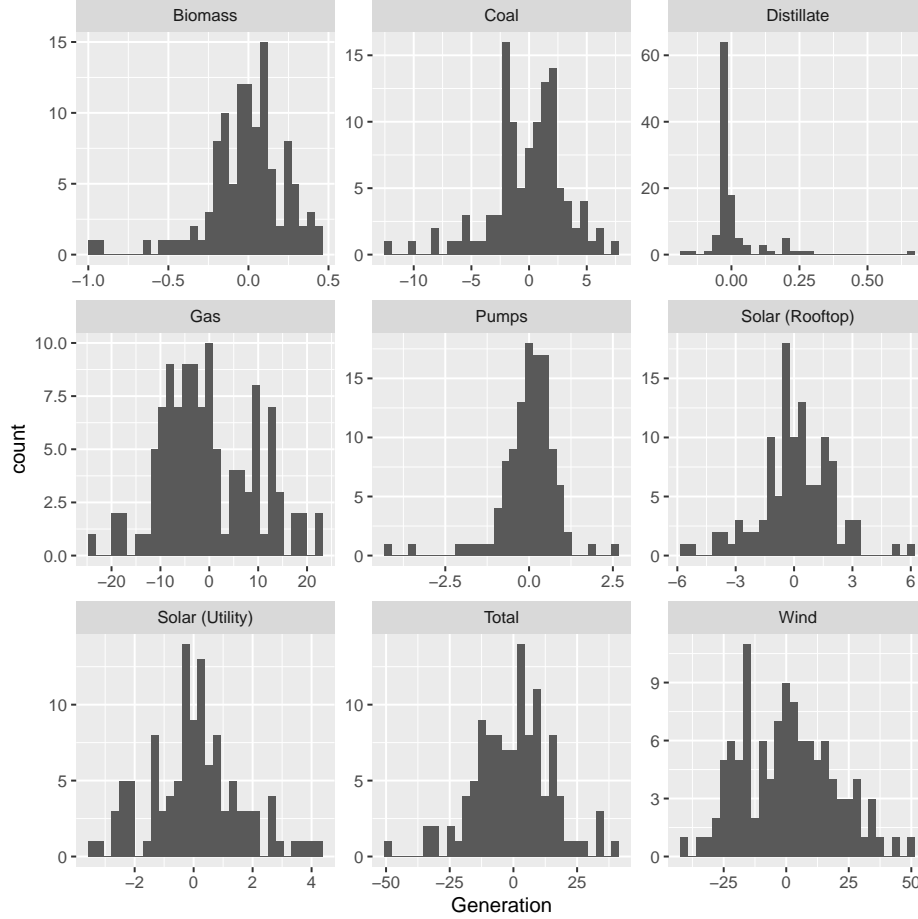 Biomass Coal Distillate
15 15 60
10 10 40
5 5 20
0 0 0
−1.0 −0.5 0.0 0.5 −10 −5 0 5 0.00 0.25 0.50
Gas Pumps Solar (Rooftop)
10.0 15 15
7.5 10 10
5.0 5 5
2.5 0 0
0.0
−20 −10 0 10 20 −2.5 0.0 2.5 −6 −3 0 3 6
Solar (Utility) Total Wind
10 10 9
5 5 6
0 0 3
0
−2 0 2 4 −50 −25 0 25 −25 0 25 50
count
Generation